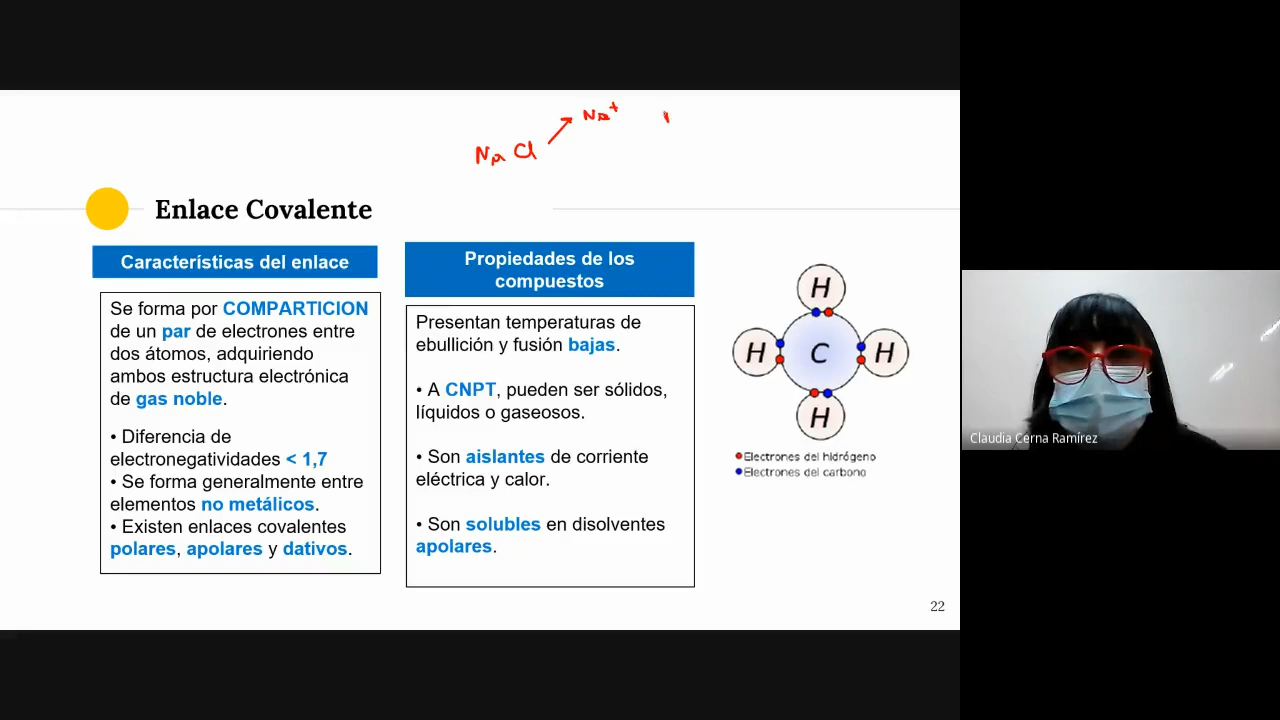 Na Cl
Na+
Enlace Covalente
Características del enlace
Se forma por COMPARTICION
de un par de electrones entre
dos átomos, adquiriendo
ambos estructura electrónica
de gas noble.
• Diferencia de
electronegatividades < 1,7
• Se forma generalmente entre
elementos no metálicos.
• Existen enlaces covalentes
polares, apolares y dativos.
Propiedades de los
compuestos
Presentan temperaturas de
ebullición y fusión bajas.
• A CNPT, pueden ser sólidos,
líquidos o gaseosos.
• Son aislantes de corriente
eléctrica y calor.
• Son solubles en disolventes
apolares.
H
H C H
H
Electrones del hidrógeno
Electrones del carbono
22
Claudia Cerna Ramírez